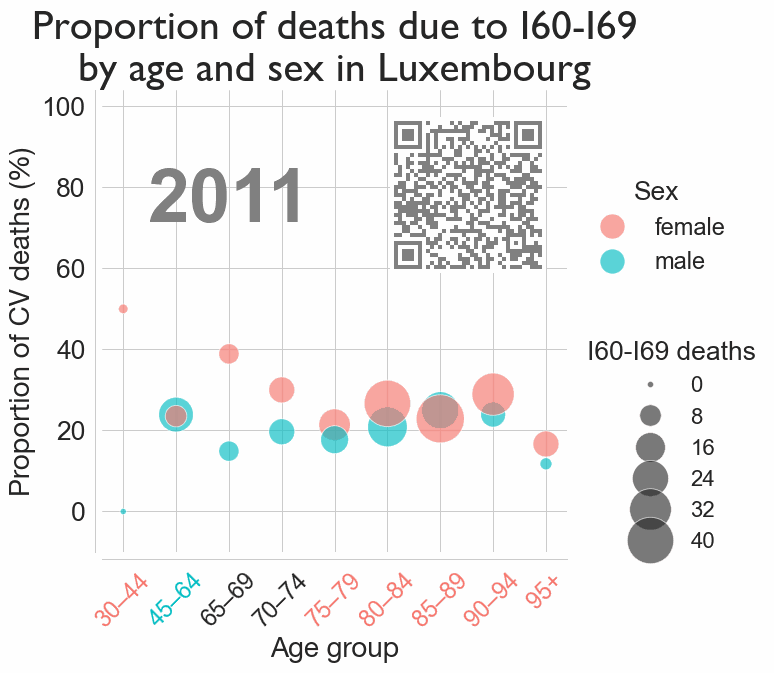 Proportion of deaths due to I60-I69
by age and sex in Luxembourg
Proportion of CV deaths (%)
100
80
60
40
20
0
2011
Sex
female
male
I60-I69 deaths
0
8
16
24
32
40
30–44
45–64
65–69
70–74
75–79
80–84
85–89
90–94
95+
Age group